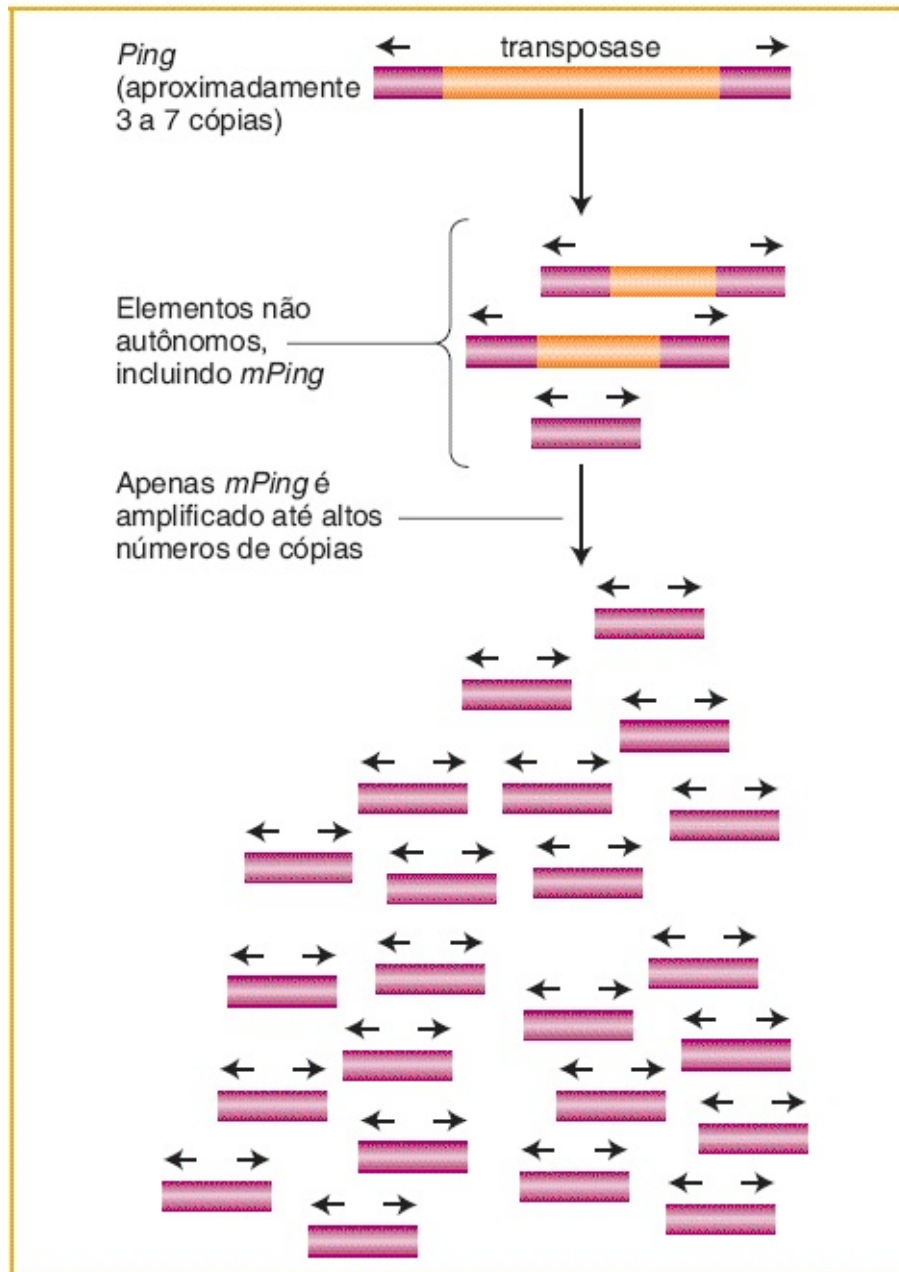 Ping
(aproximadamente
3 a 7 cópias)
transposase
Elementos não
autônomos,
incluindo mPing
Apenas mPing é
amplificado até altos
números de cópias